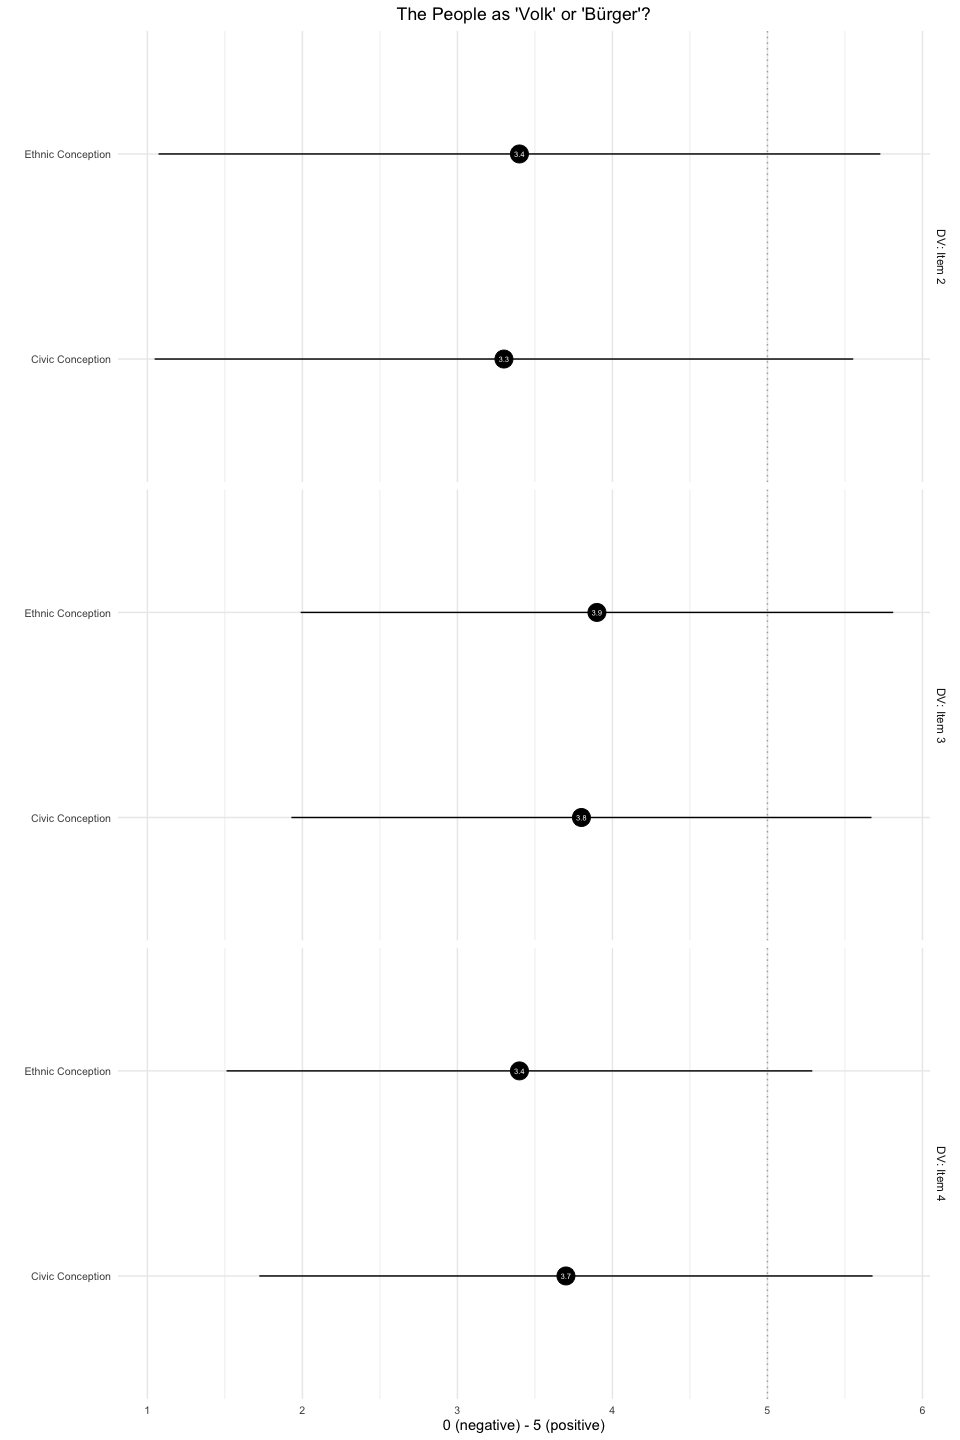 The People as 'Volk' or 'Bürger'?
Ethnic Conception
3.4
DV: Item 2
Civic Conception
3.3
Ethnic Conception
3.9
DV: Item 3
Civic Conception
3.8
Ethnic Conception
3.4
DV: Item 4
Civic Conception
3.7
1 2 3 4 5 6
0 (negative) - 5 (positive)